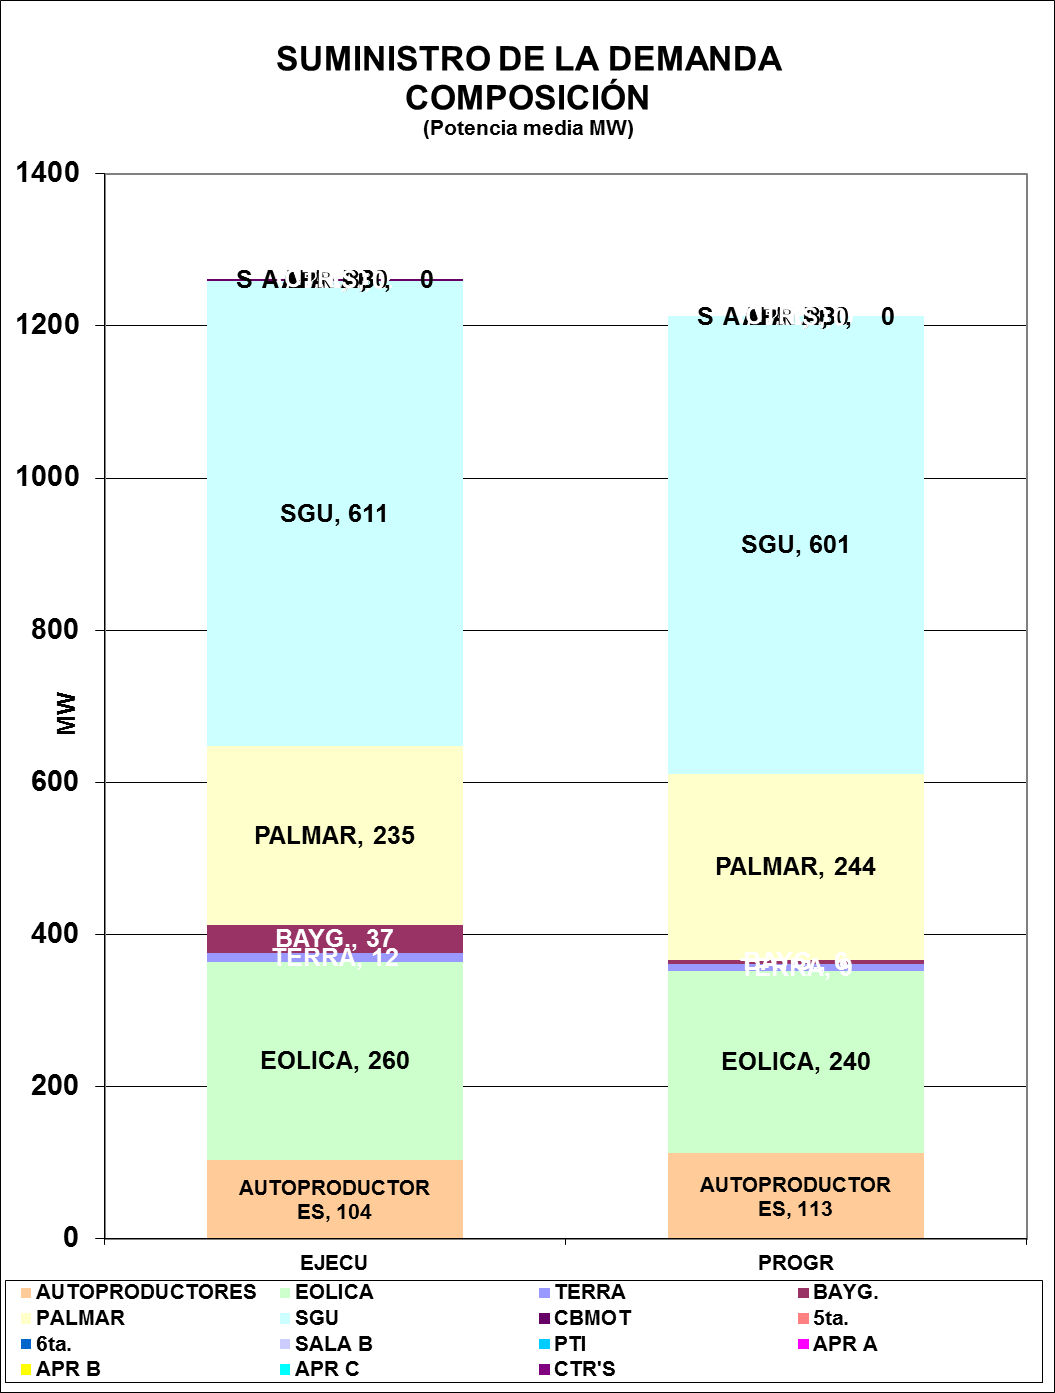 SUMINISTRO DE LA DEMANDA
COMPOSICIÓN
(Potencia media MW)
1400
1200
1000
800
600
400
200
0
MW
SGU, 611
PALMAR, 235
BAYG., 37
TERRA, 12
EOLICA, 260
AUTOPRODUCTOR
ES, 104
SGU, 601
PALMAR, 244
TERRA, 9
EOLICA, 240
AUTOPRODUCTOR
ES, 113
EJECU
PROGR
AUTOPRODUCTORES
EOLICA
TERRA
BAYG.
PALMAR
SGU
CBMOT
5ta.
6ta.
SALA B
PTI
APR A
APR B
APR C
CTR'S